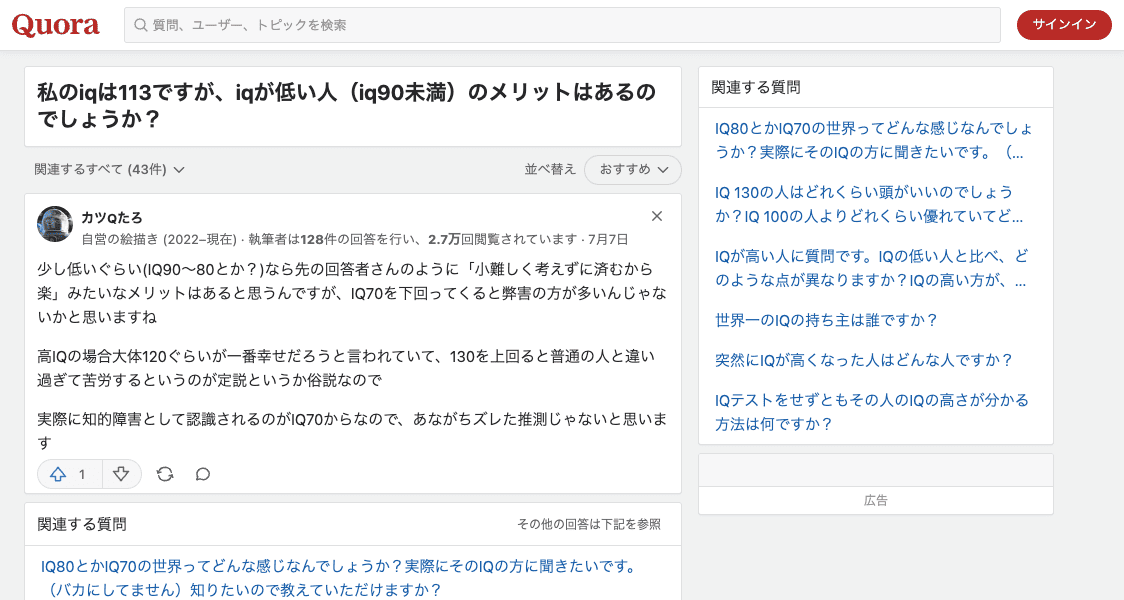 Quora
質問、ユーザー、トピックを検索
サインイン
私のiqは113ですが、iqが低い人（iq90未満）のメリットはあるの
でしょうか？
関連するすべて (43件)
並べ替え
おすすめ
カツQたろ
自営の絵描き (2022–現在) · 執筆者は128件の回答を行い、2.7万回閲覧されています · 7月7日
少し低いぐらい(IQ90〜80とか？)なら先の回答者さんのように「小難しく考えずに済むから
楽」みたいなメリットはあると思うんですが、IQ70を下回ってくると弊害の方が多いんじゃな
いかと思いますね
高IQの場合大体120ぐらいが一番幸せだろうと言われていて、130を上回ると普通の人と違い
過ぎて苦労するというのが定説というか俗説なので
実際に知的障害として認識されるのがIQ70からなので、あながちズレた推測じゃないと思いま
す
1
関連する質問
その他の回答は下記を参照
IQ80とかIQ70の世界ってどんな感じなんでしょうか？実際にそのIQの方に聞きたいです。
（バカにしてません）知りたいので教えていただけますか？
関連する質問
IQ80とかIQ70の世界ってどんな感じなんでしょ
うか？実際にそのIQの方に聞きたいです。（...
IQ 130の人はどれくらい頭がいいのでしょう
か？IQ 100の人よりどれくらい優れていてど...
IQが高い人に質問です。IQの低い人と比べ、ど
のような点が異なりますか？IQの高い方が、...
世界一のIQの持ち主は誰ですか？
突然にIQが高くなった人はどんな人ですか？
IQテストをせずともその人のIQの高さが分かる
方法は何ですか？
広告